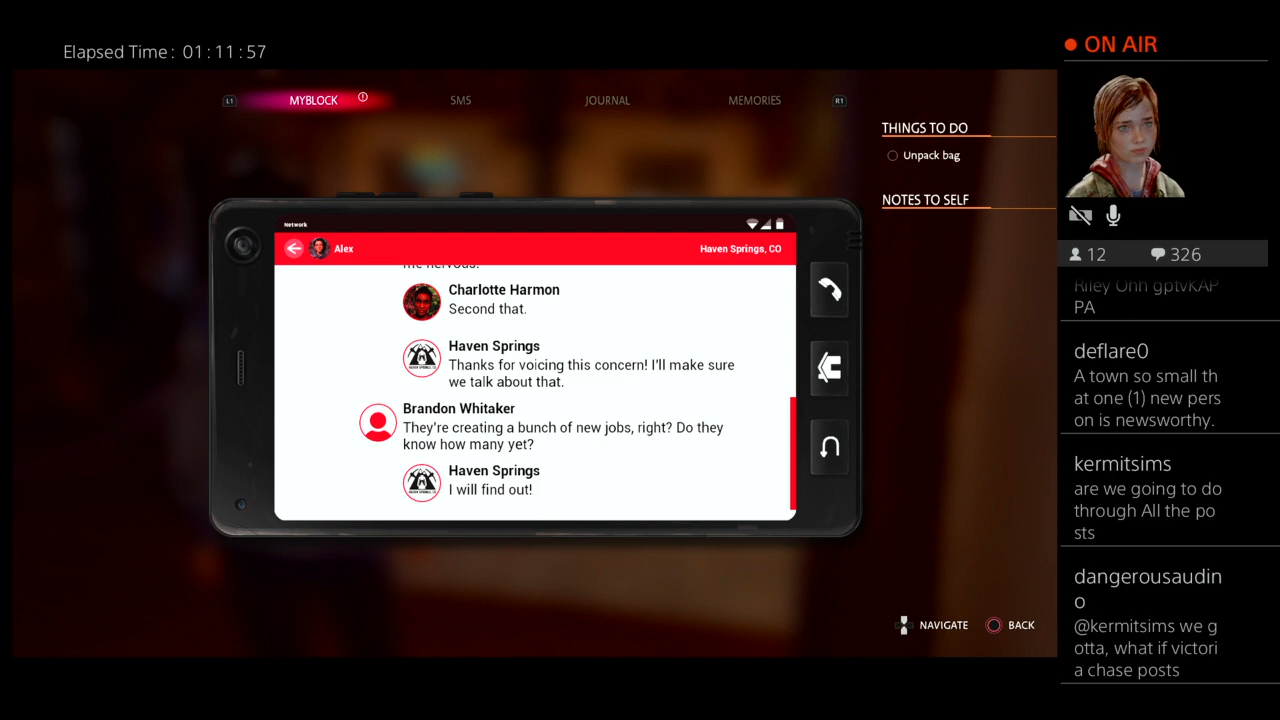 Elapsed Time: 01:11:57
ON AIR
L1
MYBLOCK
SMS
JOURNAL
MEMORIES
R1
THINGS TO DO
Unpack bag
NOTES TO SELF
Network
Alex
Haven Springs, CO
me nervous.
Charlotte Harmon
Second that.
Haven Springs
Thanks for voicing this concern! I'll make sure
we talk about that.
Brandon Whitaker
They're creating a bunch of new jobs, right? Do they
know how many yet?
Haven Springs
I will find out!
NAVIGATE
BACK
12
326
Riley Ohh gptvKAP
PA
deflare0
A town so small th
at one (1) new pers
on is newsworthy.
kermitsims
are we going to do
through All the po
sts
dangerousaudin
o
@kermitsims we g
otta, what if victori
a chase posts